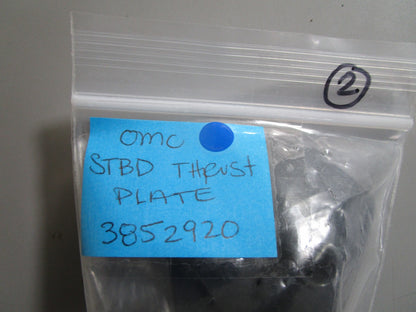 2
omc
STBD THRUST
PLATE
3852920